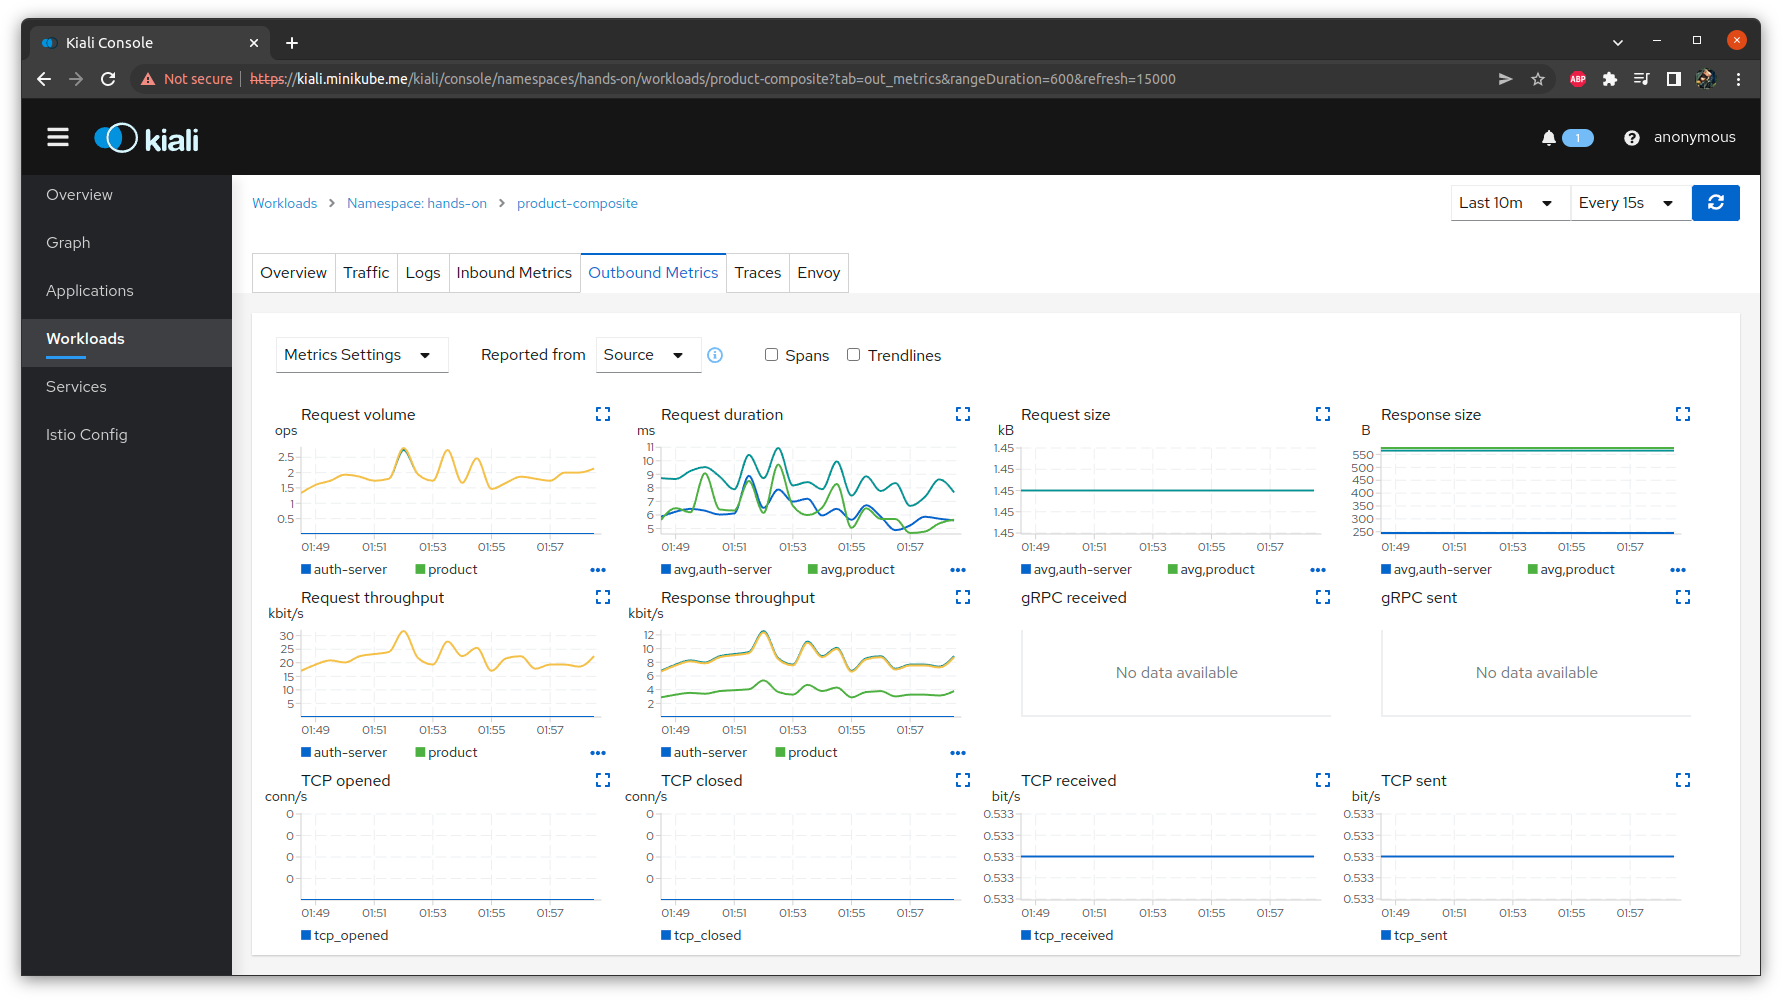 Kiali Console
Not secure https://kiali.minikube.me/kiali/console/namespaces/hands-on/workloads/product-composite?tab=out_metrics&rangeDuration=600&refresh=15000
ABP
kiali
1
anonymous
Overview
Graph
Applications
Workloads
Services
Istio Config
Workloads > Namespace: hands-on > product-composite
Last 10m
Every 15s
Overview Traffic Logs Inbound Metrics Outbound Metrics Traces Envoy
Metrics Settings
Reported from
Source
Spans
Trendlines
Request volume
ops
2.5
2
1.5
1
0.5
01:49 01:51 01:53 01:55 01:57
auth-server product
Request duration
ms
11
10
9
8
7
6
5
01:49 01:51 01:53 01:55 01:57
avg,auth-server avg,product
Request size
kB
1.45
1.45
1.45
1.45
1.45
01:49 01:51 01:53 01:55 01:57
avg,auth-server avg,product
Response size
B
550
500
450
400
350
300
250
01:49 01:51 01:53 01:55 01:57
avg,auth-server avg,product
Request throughput
kbit/s
30
25
20
15
10
5
01:49 01:51 01:53 01:55 01:57
auth-server product
Response throughput
kbit/s
12
10
8
6
4
2
01:49 01:51 01:53 01:55 01:57
auth-server product
gRPC received
No data available
gRPC sent
No data available
TCP opened
conn/s
0
0
0
0
01:49 01:51 01:53 01:55 01:57
tcp_opened
TCP closed
conn/s
0
0
0
0
01:49 01:51 01:53 01:55 01:57
tcp_closed
TCP received
bit/s
0.533
0.533
0.533
0.533
0.533
01:49 01:51 01:53 01:55 01:57
tcp_received
TCP sent
bit/s
0.533
0.533
0.533
0.533
0.533
01:49 01:51 01:53 01:55 01:57
tcp_sent